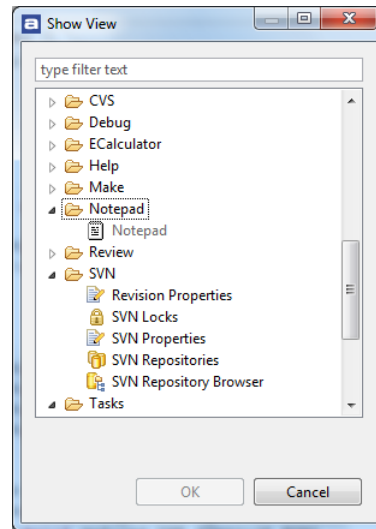 a Show View
type filter text
CVS
Debug
ECalculator
Help
Make
Notepad
Notepad
Review
SVN
Revision Properties
SVN Locks
SVN Properties
SVN Repositories
SVN Repository Browser
Tasks
OK Cancel